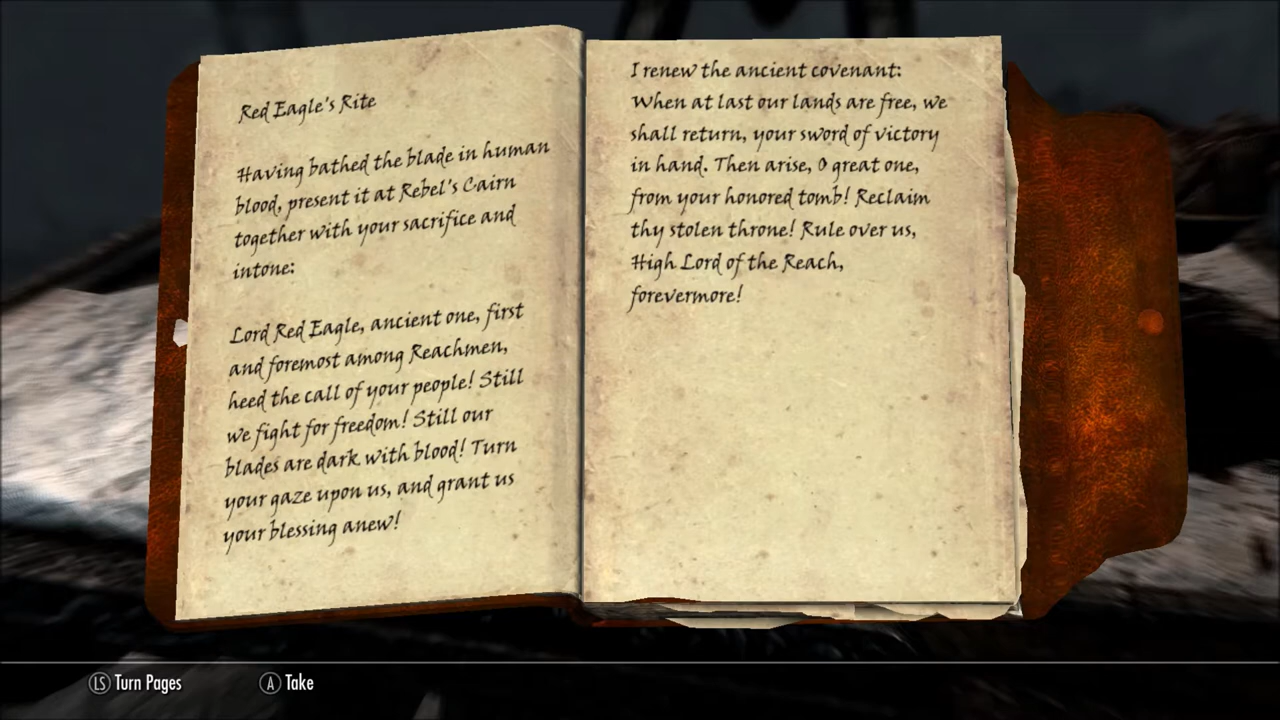 Red Eagle's Rite
Having bathed the blade in human
blood, present it at Rebel's Cairn
together with your sacrifice and
intone:
Lord Red Eagle, ancient one, first
and foremost among Reachmen,
heed the call of your people! Still
we fight for freedom! Still our
blades are dark with blood! Turn
your gaze upon us, and grant us
your blessing anew!
I renew the ancient covenant:
When at last our lands are free, we
shall return, your sword of victory
in hand. Then arise, O great one,
from your honored tomb! Reclaim
thy stolen throne! Rule over us,
High Lord of the Reach,
forevermore!
LS Turn Pages
A Take